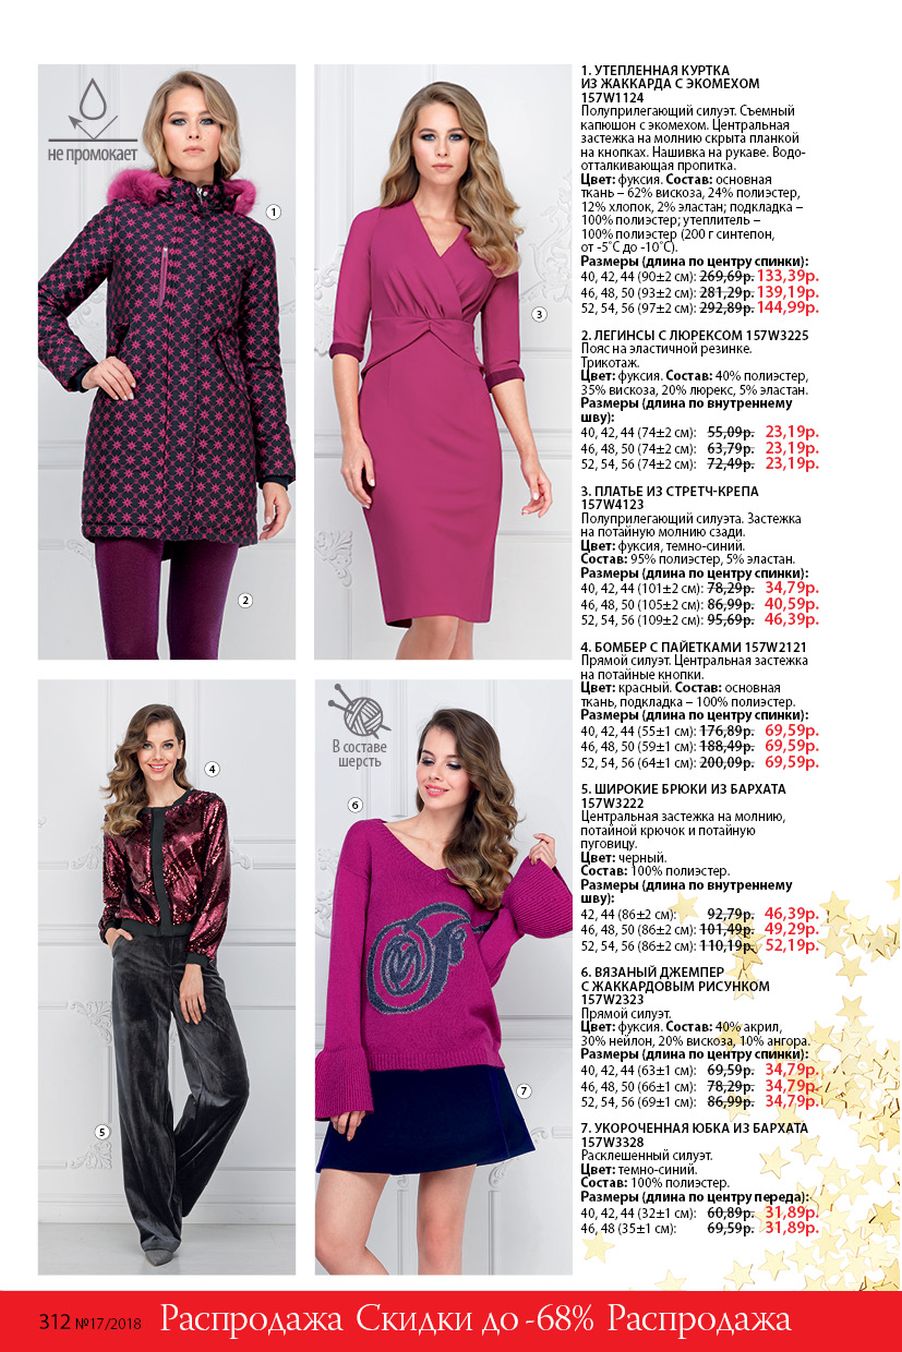 не промокает
1
2
3
4
5
В составе
шерсть
6
7
1. УТЕПЛЕННАЯ КУРТКА
ИЗ ЖАККАРДА С ЭКОМЕХОМ
157W1124
Полуприлегающий силуэт. Съемный
капюшон с экомехом. Центральная
застежка на молнию скрыта планкой
на кнопках. Нашивка на рукаве. Водо-
отталкивающая пропитка.
Цвет: фуксия. Состав: основная
ткань – 62% вискоза, 24% полиэстер,
12% хлопок, 2% эластан; подкладка –
100% полиэстер; утеплитель –
100% полиэстер (200 г синтепон,
от -5˚С до -10˚С).
Размеры (длина по центру спинки):
40, 42, 44 (90±2 см): 269,69р. 133,39р.
46, 48, 50 (93±2 см): 281,29р. 139,19р.
52, 54, 56 (97±2 см): 292,89р. 144,99р.
2. ЛЕГИНСЫ С ЛЮРЕКСОМ 157W3225
Пояс на эластичной резинке.
Трикотаж.
Цвет: фуксия. Состав: 40% полиэстер,
35% вискоза, 20% люрекс, 5% эластан.
Размеры (длина по внутреннему
шву):
40, 42, 44 (74±2 см): 55,09р. 23,19р.
46, 48, 50 (74±2 см): 63,79р. 23,19р.
52, 54, 56 (74±2 см): 72,49р. 23,19р.
3. ПЛАТЬЕ ИЗ СТРЕТЧ-КРЕПА
157W4123
Полуприлегающий силуэта. Застежка
на потайную молнию сзади.
Цвет: фуксия, темно-синий.
Состав: 95% полиэстер, 5% эластан.
Размеры (длина по центру спинки):
40, 42, 44 (101±2 см): 78,29р. 34,79р.
46, 48, 50 (105±2 см): 86,99р. 40,59р.
52, 54, 56 (109±2 см): 95,69р. 46,39р.
4. БОМБЕР С ПАЙЕТКАМИ 157W2121
Прямой силуэт. Центральная застежка
на потайные кнопки.
Цвет: красный. Состав: основная
ткань, подкладка – 100% полиэстер.
Размеры (длина по центру спинки):
40, 42, 44 (55±1 см): 176,89р. 69,59р.
46, 48, 50 (59±1 см): 188,49р. 69,59р.
52, 54, 56 (64±1 см): 200,09р. 69,59р.
5. ШИРОКИЕ БРЮКИ ИЗ БАРХАТА
157W3222
Центральная застежка на молнию,
потайной крючок и потайную
пуговицу.
Цвет: черный.
Состав: 100% полиэстер.
Размеры (длина по внутреннему
шву):
42, 44 (86±2 см): 92,79р. 46,39р.
46, 48, 50 (86±2 см): 101,49р. 49,29р.
52, 54, 56 (86±2 см): 110,19р. 52,19р.
6. ВЯЗАНЫЙ ДЖЕМПЕР
С ЖАККАРДОВЫМ РИСУНКОМ
157W2323
Прямой силуэт.
Цвет: фуксия. Состав: 40% акрил,
30% нейлон, 20% вискоза, 10% ангора.
Размеры (длина по центру спинки):
40, 42, 44 (63±1 см): 69,59р. 34,79р.
46, 48, 50 (66±1 см): 78,29р. 34,79р.
52, 54, 56 (69±1 см): 86,99р. 34,79р.
7. УКОРОЧЕННАЯ ЮБКА ИЗ БАРХАТА
157W3328
Расклешенный силуэт.
Цвет: темно-синий.
Состав: 100% полиэстер.
Размеры (длина по центру переда):
40, 42, 44 (32±1 см): 60,89р. 31,89р.
46, 48 (35±1 см): 69,59р. 31,89р.
312 №17/2018 Распродажа Скидки до -68% Распродажа